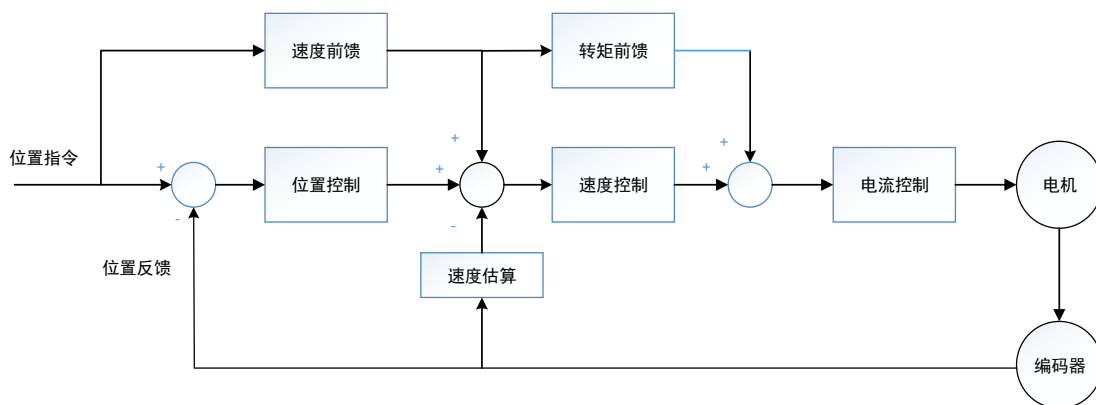 速度前馈
转矩前馈
+
+
位置指令
+
+
+
位置控制
速度控制
电流控制
电机
-
-
位置反馈
速度估算
编码器